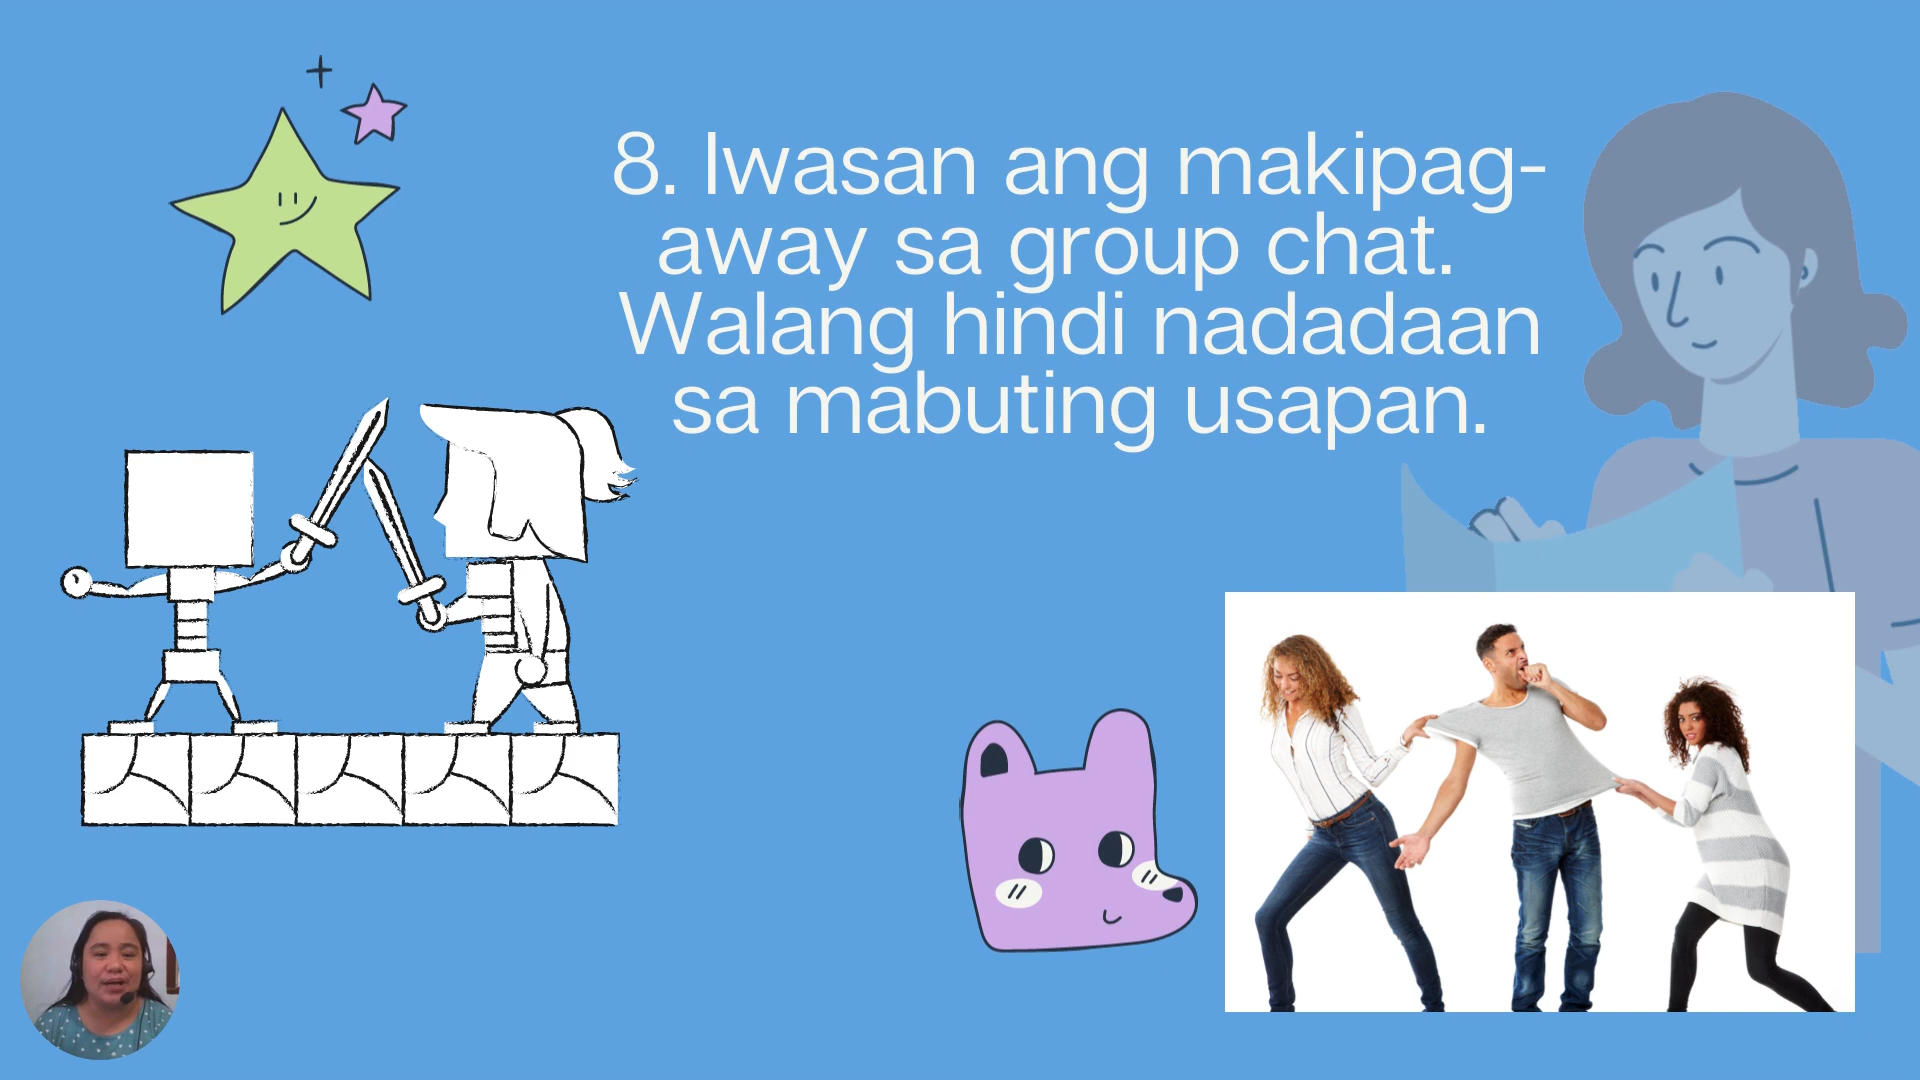 8. Iwasan ang makipag-
away sa group chat.
Walang hindi nadadaan
sa mabuting usapan.